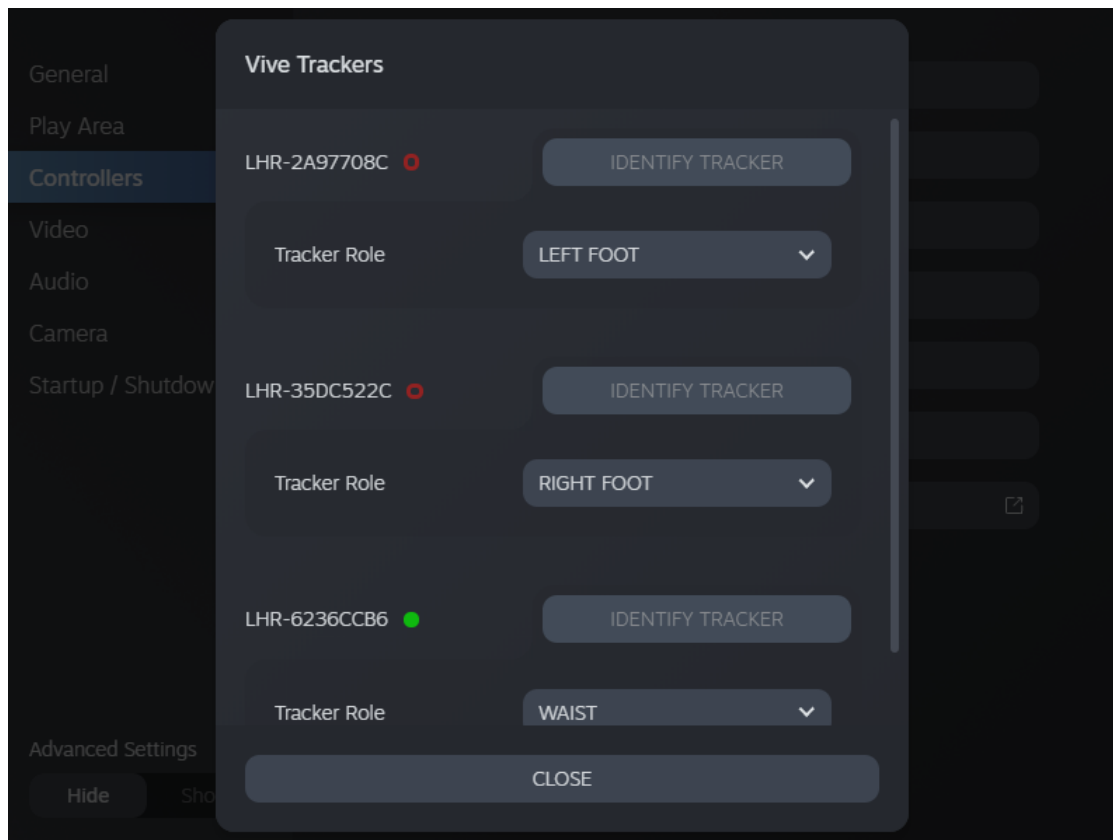 Vive Trackers
General
Play Area
Controllers
Video
Audio
Camera
Startup / Shutdow
LHR-2A97708C
IDENTIFY TRACKER
Tracker Role
LEFT FOOT
LHR-35DC522C
IDENTIFY TRACKER
Tracker Role
RIGHT FOOT
LHR-6236CCB6
IDENTIFY TRACKER
Tracker Role
WAIST
Advanced Settings
Hide
Sho
CLOSE